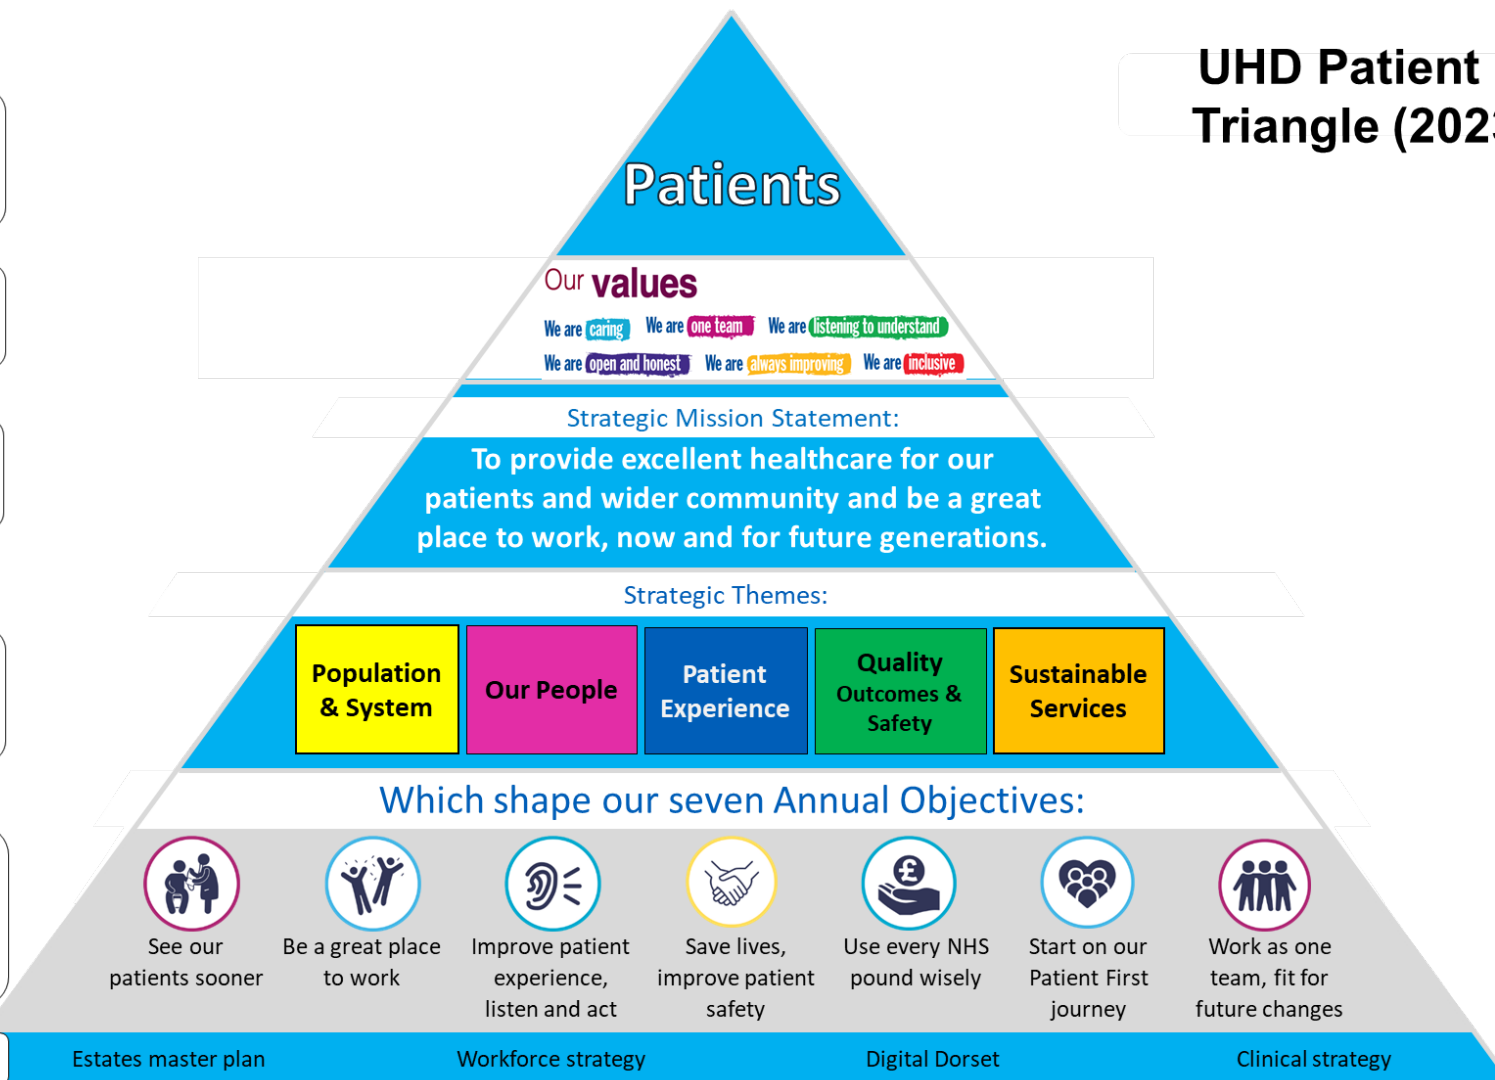 UHD Patient
Triangle (202
Patients
Our values
We are caring We are one team We are listening to understand
We are open and honest We are always improving We are inclusive
Strategic Mission Statement:
To provide excellent healthcare for our
patients and wider community and be a great
place to work, now and for future generations.
Strategic Themes:
Population
& System
Our People
Patient
Experience
Quality
Outcomes &
Safety
Sustainable
Services
Which shape our seven Annual Objectives:
See our
patients sooner
Be a great place
to work
Improve patient
experience,
listen and act
Save lives,
improve patient
safety
£
Use every NHS
pound wisely
Start on our
Patient First
journey
Work as one
team, fit for
future changes
Estates master plan
Workforce strategy
Digital Dorset
Clinical strategy